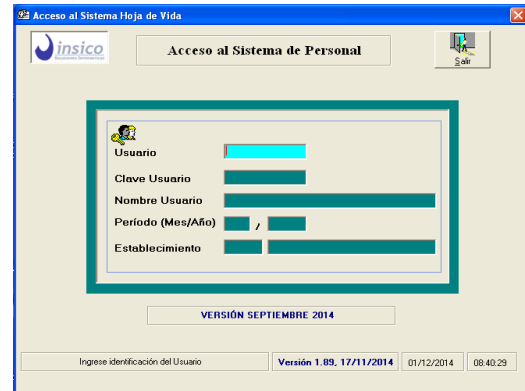 Acceso al Sistema Hoja de Vida
insico
Acceso al Sistema de Personal
Salir
Usuario
Clave Usuario
Nombre Usuario
Período (Mes/Año)
/
Establecimiento
VERSIÓN SEPTIEMBRE 2014
Ingrese identificación del Usuario
Versión 1.89, 17/11/2014
01/12/2014
08:40:29